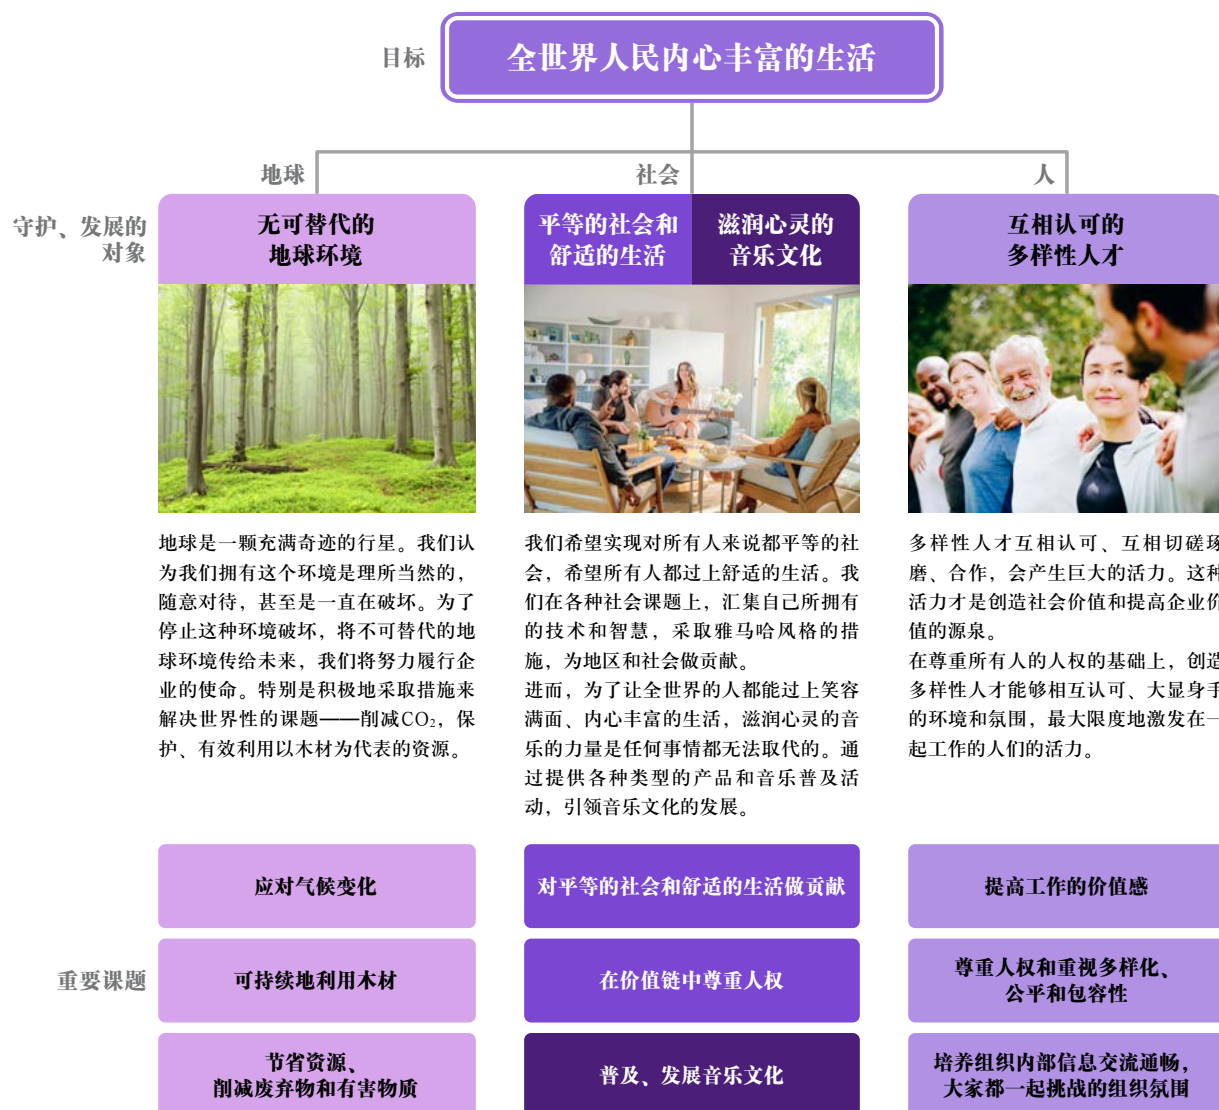 目标
全世界人民内心丰富的生活
地球
社会
人
守护、发展的
对象
无可替代的
地球环境
平等的社会和
舒适的生活
滋润心灵的
音乐文化
互相认可的
多样性人才
地球是一颗充满奇迹的行星。我们认
为我们拥有这个环境是理所当然的，
随意对待，甚至是一直在破坏。为了
停止这种环境破坏，将不可替代的地
球环境传给未来，我们将努力履行企
业的使命。特别是积极地采取措施来
解决世界性的课题——削减CO₂，保
护、有效利用以木材为代表的资源。
我们希望实现对所有人来说都平等的社
会，希望所有人都过上舒适的生活。我
们在各种社会课题上，汇集自己所拥有
的技术和智慧，采取雅马哈风格的措
施，为地区和社会做贡献。
进而，为了让全世界的人都能过上笑容
满面、内心丰富的生活，滋润心灵的音
乐的力量是任何事情都无法取代的。通
过提供各种类型的产品和音乐普及活
动，引领音乐文化的发展。
多样性人才互相认可、互相切磋琢
磨、合作，会产生巨大的活力。这种
活力才是创造社会价值和提高企业价
值的源泉。
在尊重所有人的人权的基础上，创造
多样性人才能够相互认可、大显身手
的环境和氛围，最大限度地激发在一
起工作的人们的活力。
重要课题
应对气候变化
可持续地利用木材
节省资源、
削减废弃物和有害物质
对平等的社会和舒适的生活做贡献
在价值链中尊重人权
普及、发展音乐文化
提高工作的价值感
尊重人权和重视多样化、
公平和包容性
培养组织内部信息交流通畅，
大家都一起挑战的组织氛围